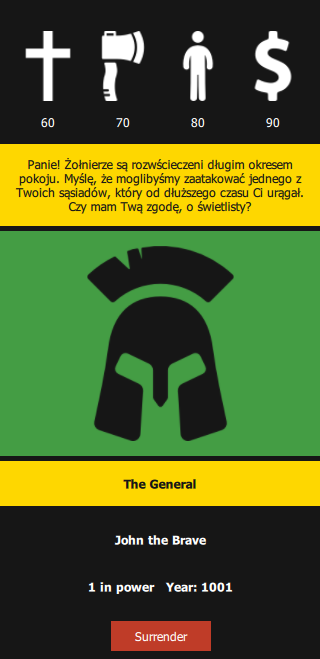 60 70 80 90
Panie! Żołnierze są rozwścieczeni długim okresem
pokoju. Myślę, że moglibyśmy zaatakować jednego z
Twoich sąsiadów, który od dłuższego czasu Ci urągał.
Czy mam Twą zgodę, o świetlisty?
The General
John the Brave
1 in power Year: 1001
Surrender